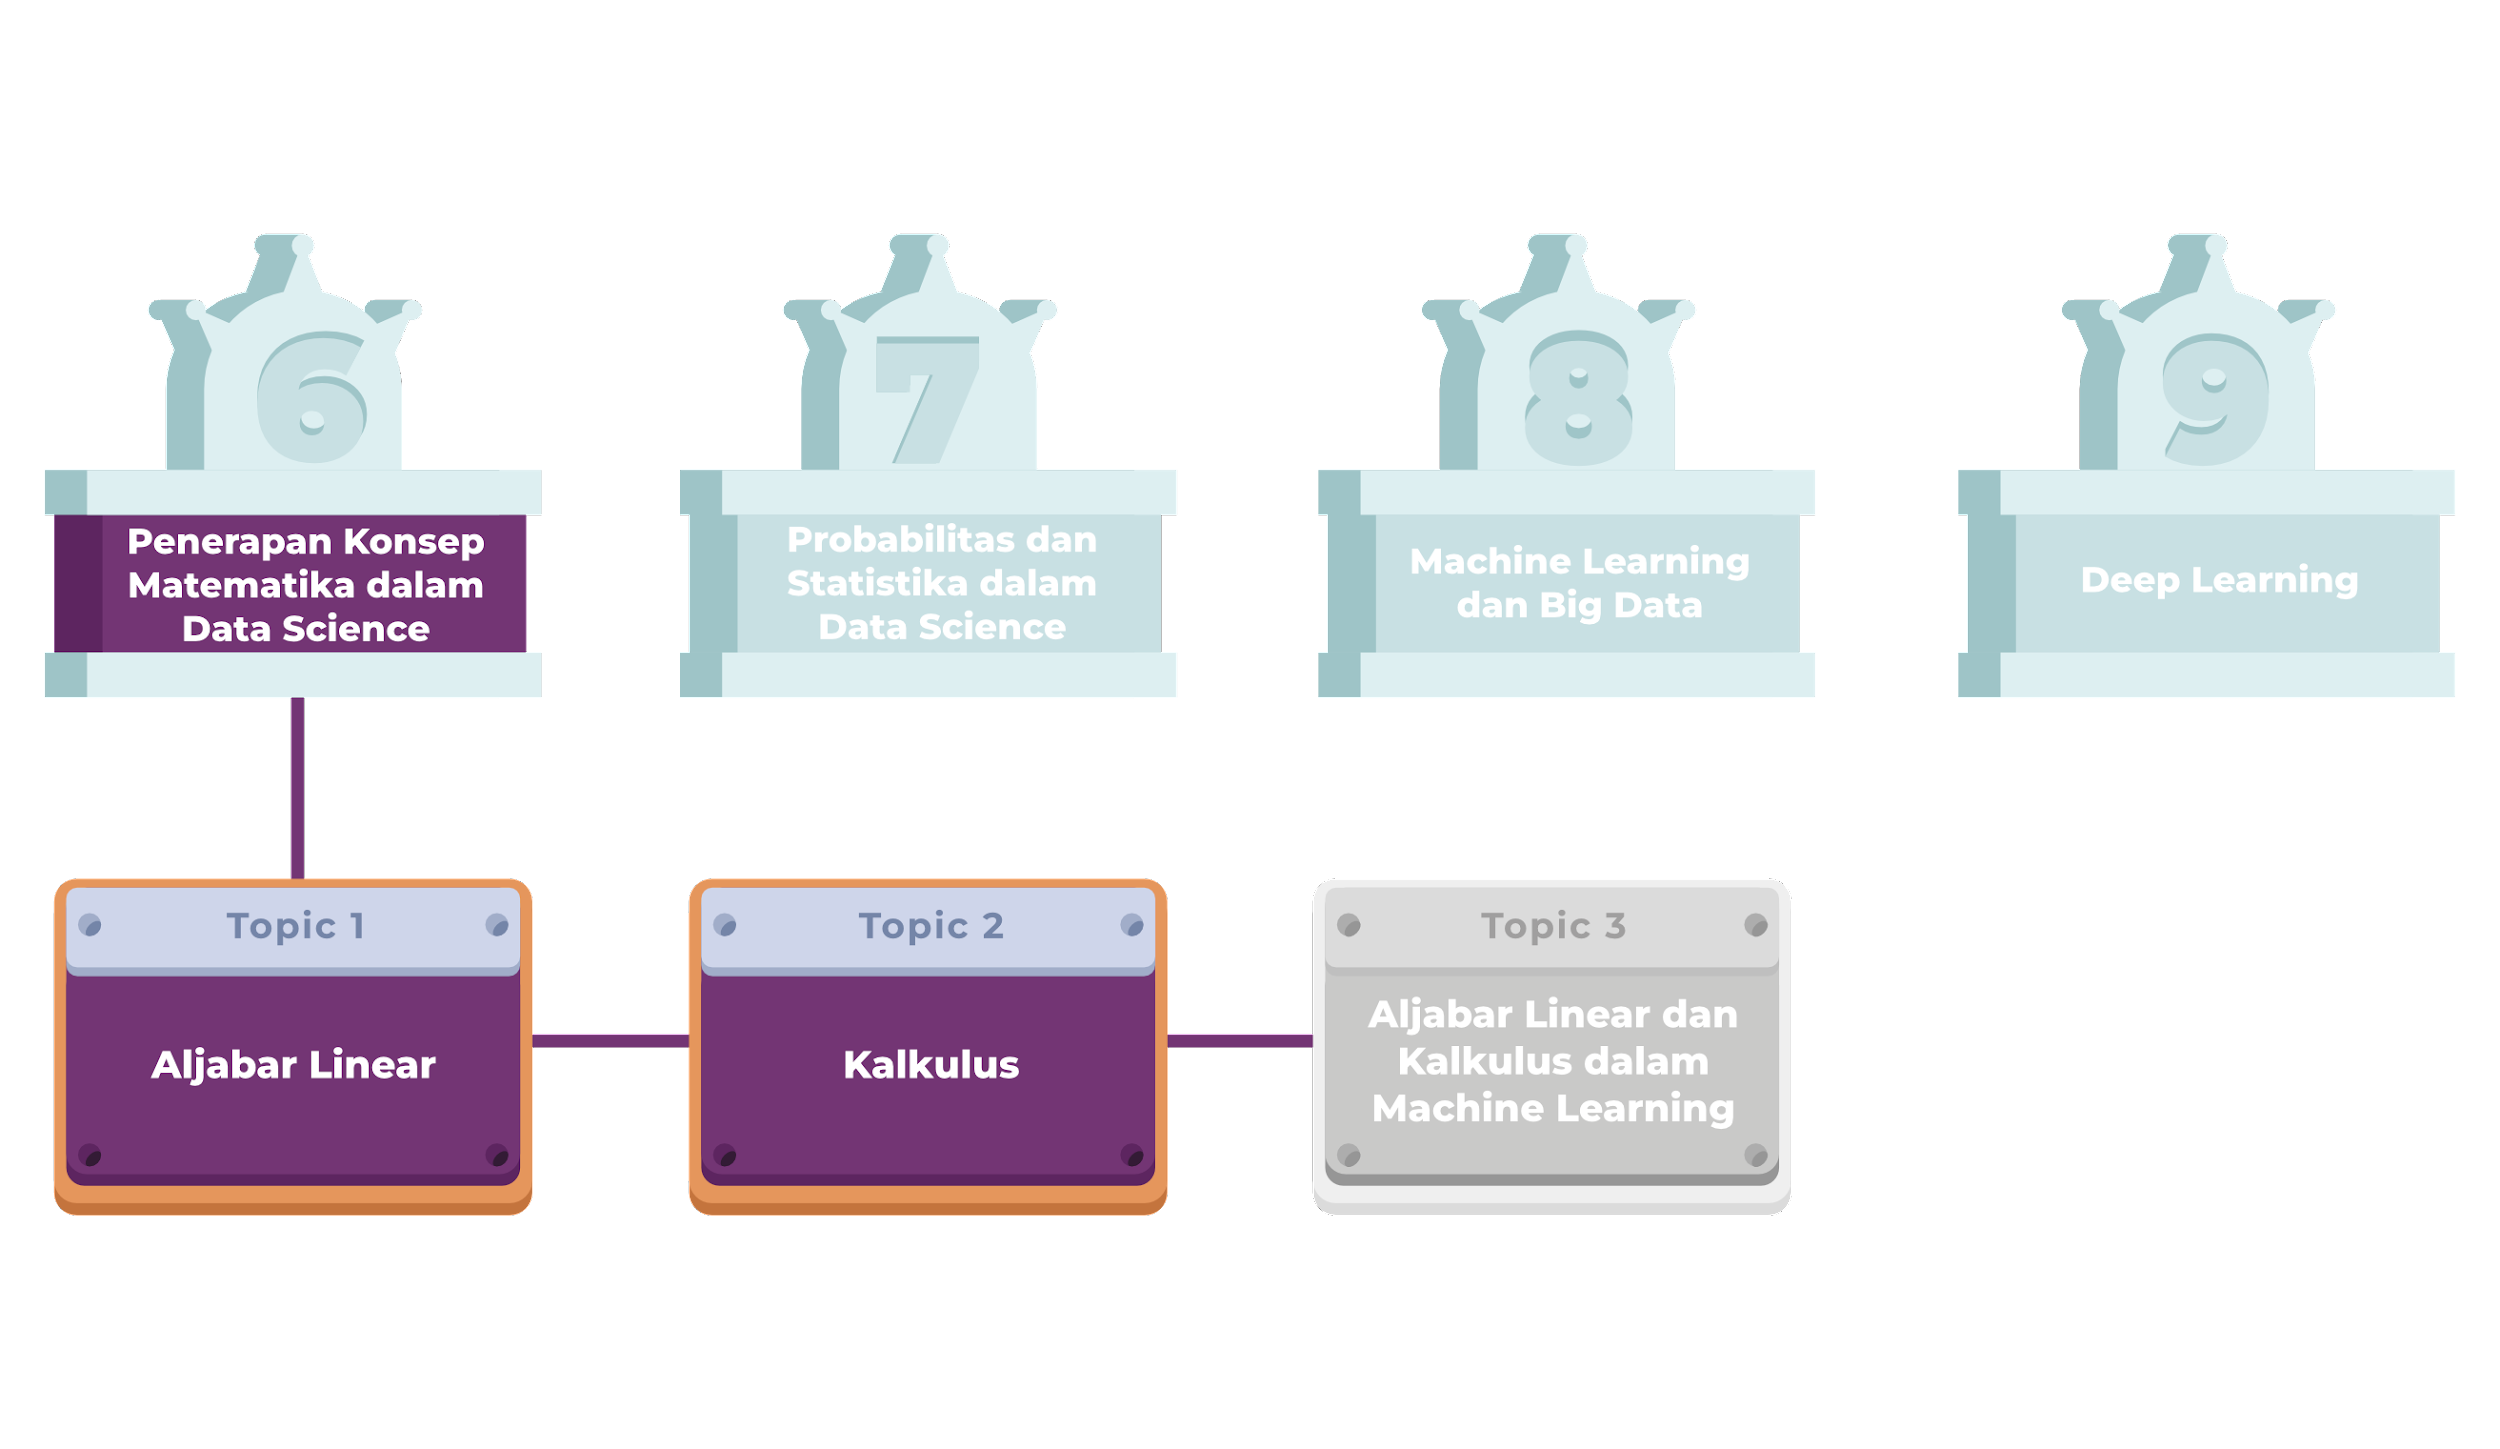 6
Penerapan Konsep
Matematika dalam
Data Science
7
Probabilitas dan
Statistika dalam
Data Science
8
Machine Learning
dan Big Data
9
Deep Learning
Topic 1
Aljabar Linear
Topic 2
Kalkulus
Topic 3
Aljabar Linear dan
Kalkulus dalam
Machine Learning